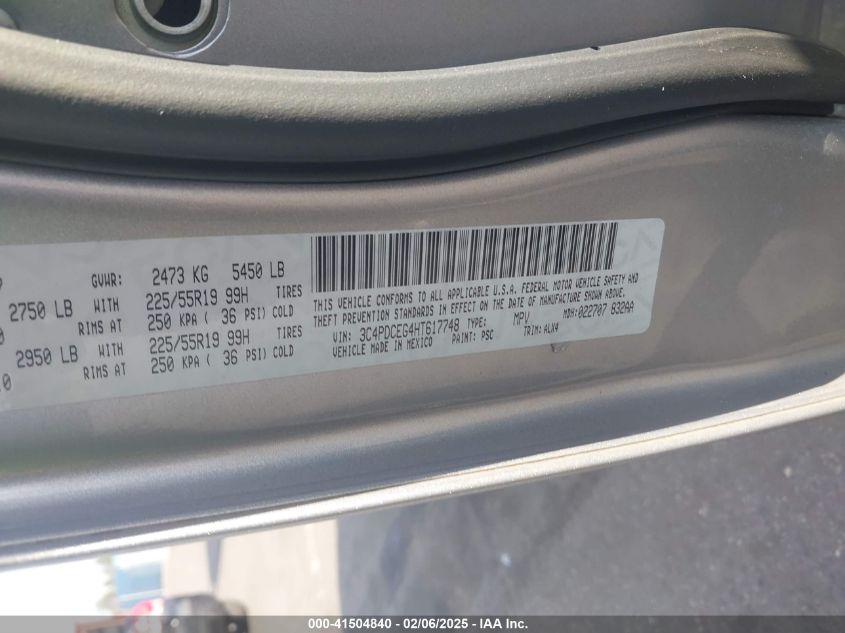 GVWR: 2473 KG 5450 LB
2750 LB WITH 225/55R19 99H TIRES
RIMS AT 250 KPA ( 36 PSI) COLD
2950 LB WITH 225/55R19 99H TIRES
RIMS AT 250 KPA ( 36 PSI) COLD
THIS VEHICLE CONFORMS TO ALL APPLICABLE U.S.A. FEDERAL MOTOR VEHICLE SAFETY AND
THEFT PREVENTION STANDARDS IN EFFECT ON THE DATE OF MANUFACTURE SHOWN ABOVE.
VIN: 3C4PDCEG4HT617748 TYPE: MPV MDH:022707 832AA
VEHICLE MADE IN MEXICO PAINT: PSC TRIM: ALX4
000-41504840 - 02/06/2025 - IAA Inc.